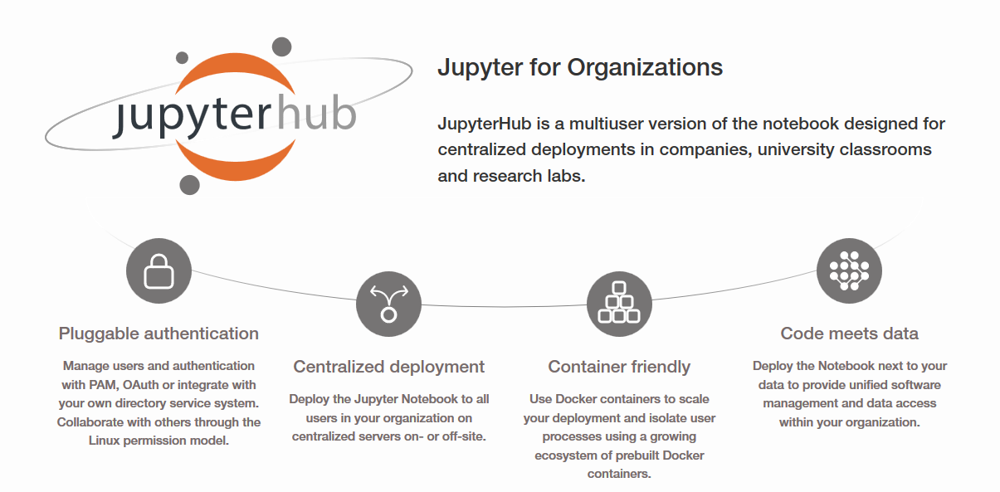 jupyterhub
Jupyter for Organizations
JupyterHub is a multiuser version of the notebook designed for
centralized deployments in companies, university classrooms
and research labs.
Pluggable authentication
Manage users and authentication
with PAM, OAuth or integrate with
your own directory service system.
Collaborate with others through the
Linux permission model.
Centralized deployment
Deploy the Jupyter Notebook to all
users in your organization on
centralized servers on- or off-site.
Container friendly
Use Docker containers to scale
your deployment and isolate user
processes using a growing
ecosystem of prebuilt Docker
containers.
Code meets data
Deploy the Notebook next to your
data to provide unified software
management and data access
within your organization.